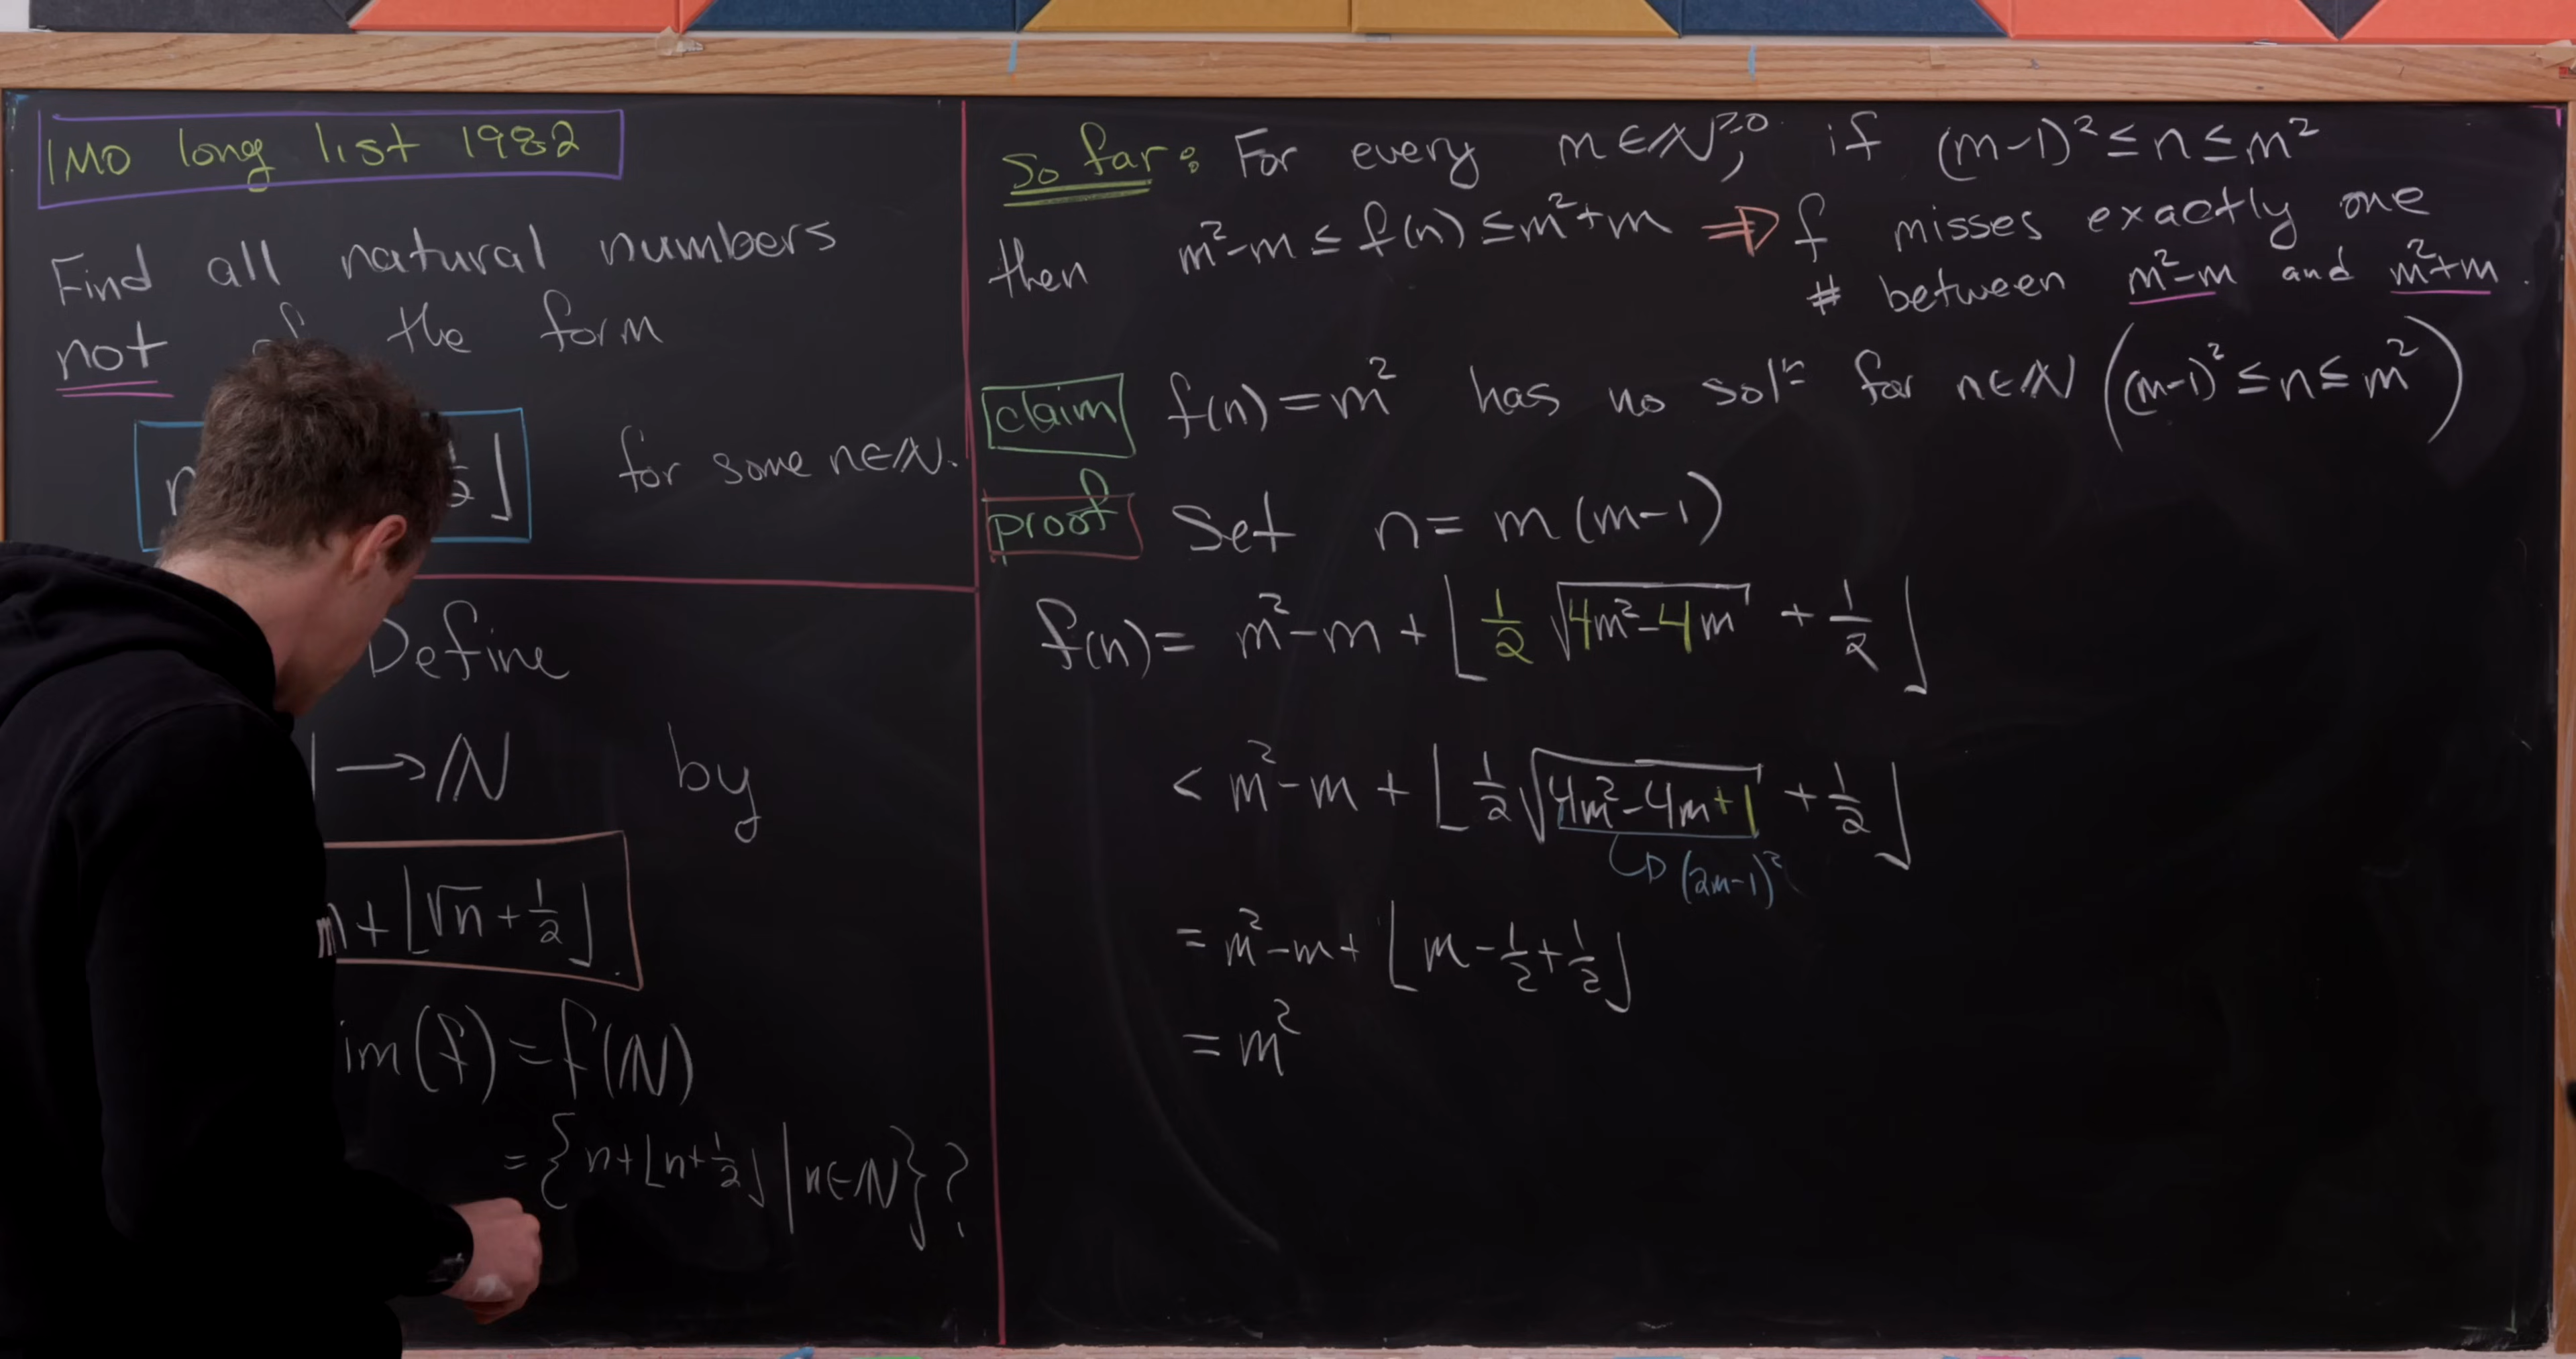 IMO long list 1982
Find all natural numbers
not of the form
½⌋ for some n∈ℕ.
Define
→ℕ by
n+⌊√n+½⌋
im(f)=f(ℕ)
={n+⌊n+½⌋|n∈ℕ}?
So far: For every m∈ℕ^≥0, if (m-1)²≤n≤m²
then m²-m≤f(n)≤m²+m ⇒ f misses exactly one
# between m²-m and m²+m.
claim f(n)=m² has no solⁿ for n∈ℕ ((m-1)²≤n≤m²)
proof Set n=m(m-1)
f(n)=m²-m+⌊½√4m²-4m+½⌋
<m²-m+⌊½√4m²-4m+1+½⌋
↳(2m-1)²
=m²-m+⌊m-½+½⌋
=m²